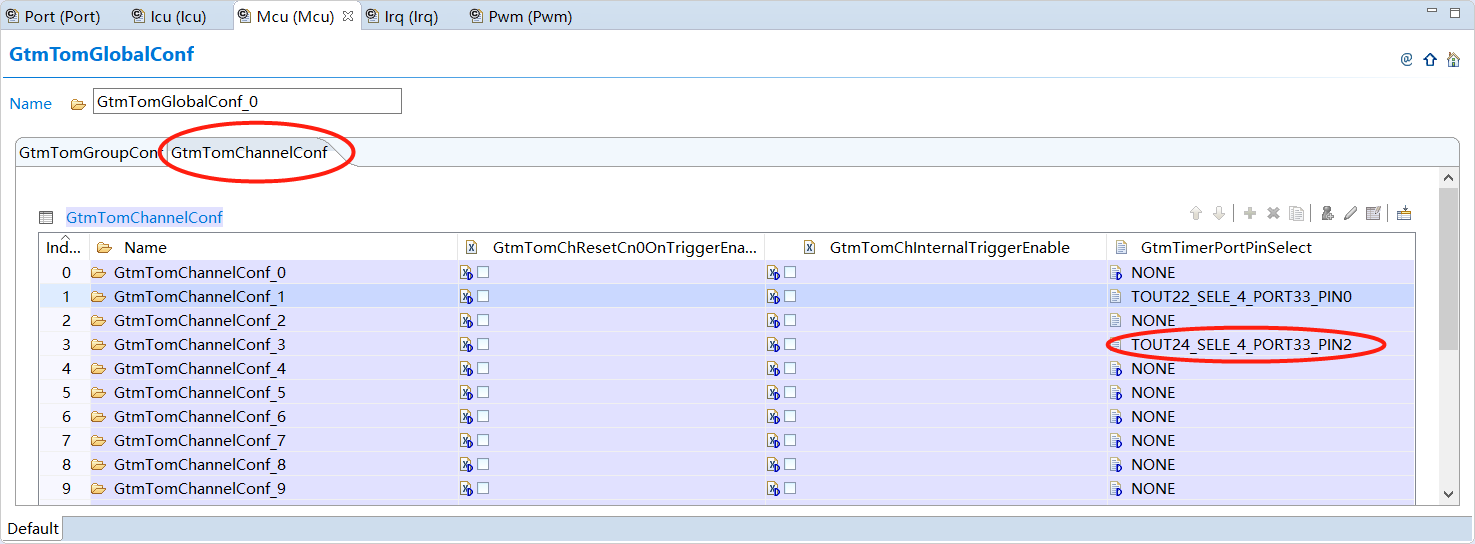 Port (Port) Icu (Icu) Mcu (Mcu) Irq (Irq) Pwm (Pwm)
GtmTomGlobalConf
Name GtmTomGlobalConf_0
GtmTomGroupConf GtmTomChannelConf
GtmTomChannelConf
Ind... Name GtmTomChResetCn0OnTriggerEna... GtmTomChInternalTriggerEnable GtmTimerPortPinSelect
0 GtmTomChannelConf_0 NONE
1 GtmTomChannelConf_1 TOUT22_SELE_4_PORT33_PIN0
2 GtmTomChannelConf_2 NONE
3 GtmTomChannelConf_3 TOUT24_SELE_4_PORT33_PIN2
4 GtmTomChannelConf_4 NONE
5 GtmTomChannelConf_5 NONE
6 GtmTomChannelConf_6 NONE
7 GtmTomChannelConf_7 NONE
8 GtmTomChannelConf_8 NONE
9 GtmTomChannelConf_9 NONE
Default